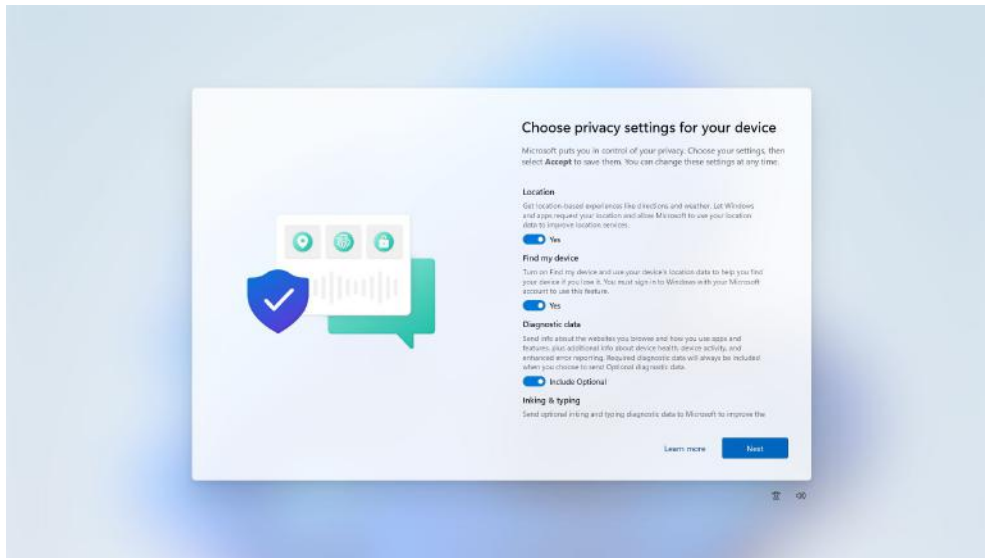 Choose privacy settings for your device
Microsoft puts you in control of your privacy. Choose your settings, then
select Accept to save them. You can change these settings at any time.
Location
Get location-based experiences like directions and weather. Let Windows
and apps request your location and allow Microsoft to use your location
data to improve location services.
Yes
Find my device
Turn on Find my device and use your device's location data to help you find
your device if you lose it. You must sign in to Windows with your Microsoft
account to use this feature.
Yes
Diagnostic data
Send info about the websites you browse and how you use apps and
features, plus additional info about device health, device activity, and
enhanced error reporting. Required diagnostic data will always be included
when you choose to send Optional diagnostic data.
Include Optional
Inking & typing
Send optional inking and typing diagnostic data to Microsoft to improve the
Learn more
Next